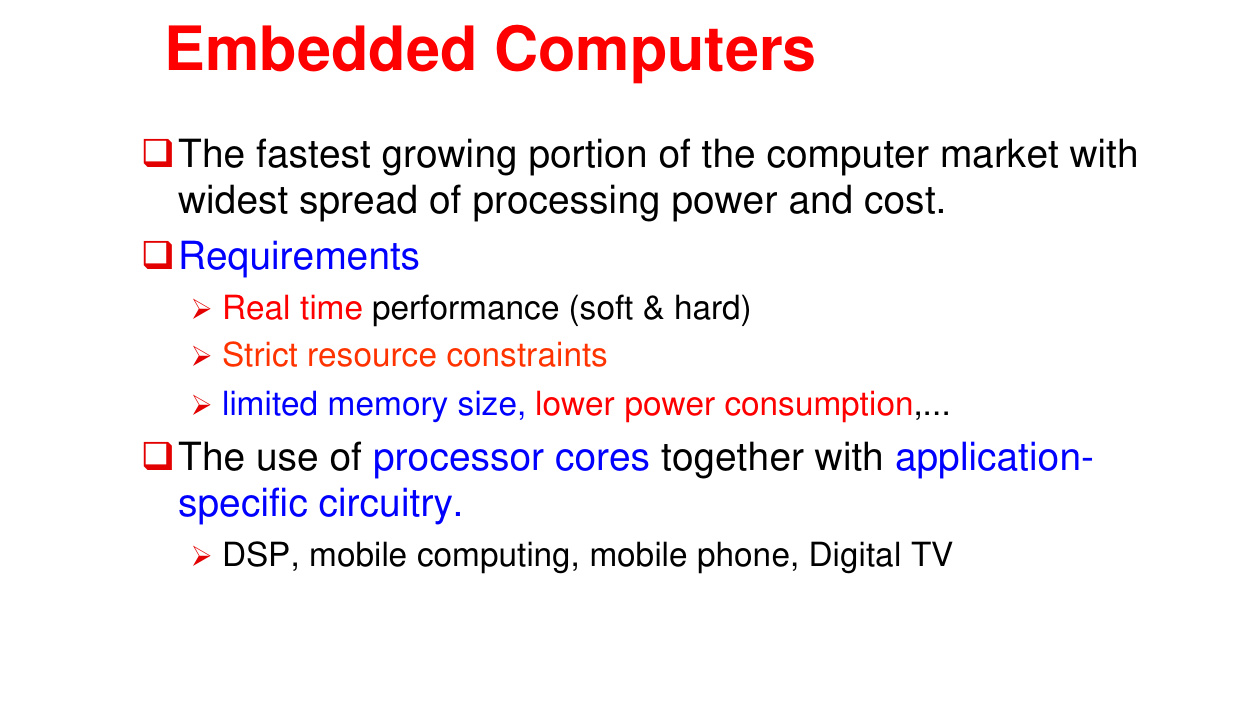 Embedded Computers
The fastest growing portion of the computer market with
widest spread of processing power and cost.
Requirements
Real time performance (soft & hard)
Strict resource constraints
limited memory size, lower power consumption,...
The use of processor cores together with application-
specific circuitry.
DSP, mobile computing, mobile phone, Digital TV